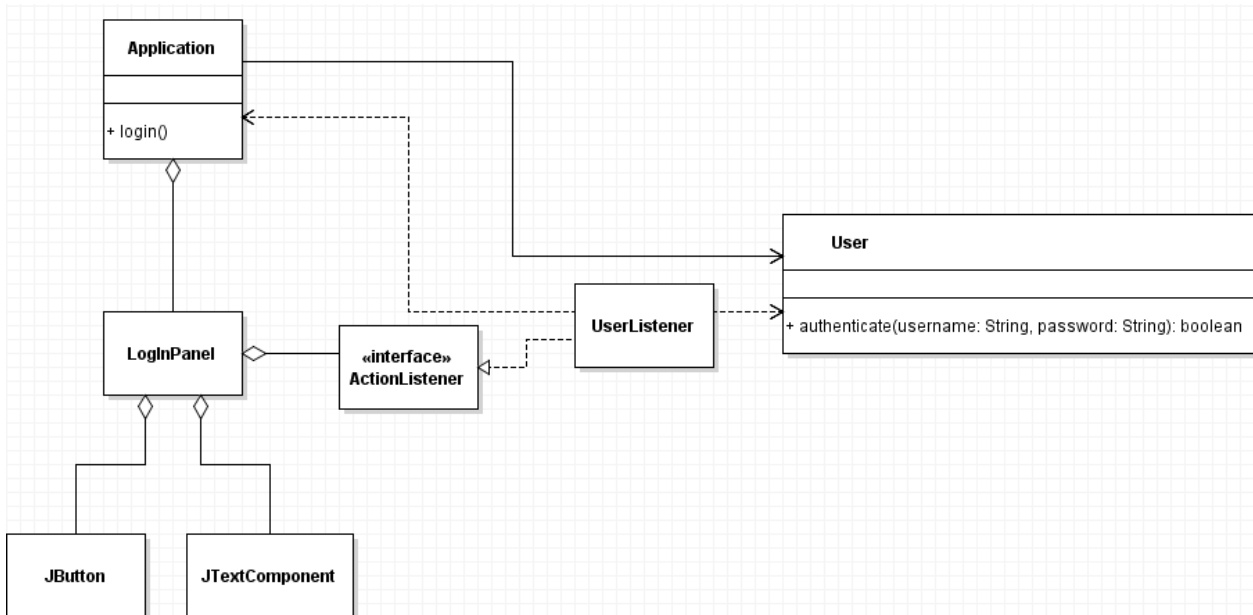 Application
+ login()
User
+ authenticate(username: String, password: String): boolean
UserListener
LogInPanel
«interface»
ActionListener
JButton
JTextComponent